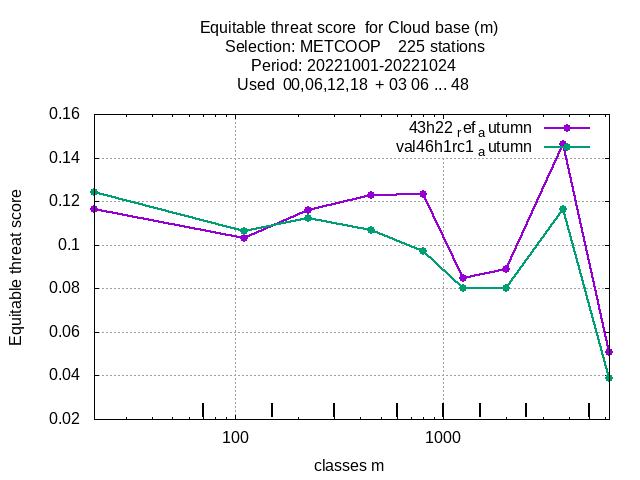 Equitable threat score for Cloud base (m)
Selection: METCOOP 225 stations
Period: 20221001-20221024
Used 00,06,12,18 + 03 06 ... 48
43h22 ref autumn
val46h1rc1 autumn
0.16
0.14
0.12
0.1
0.08
0.06
0.04
0.02
Equitable threat score
100
1000
classes m